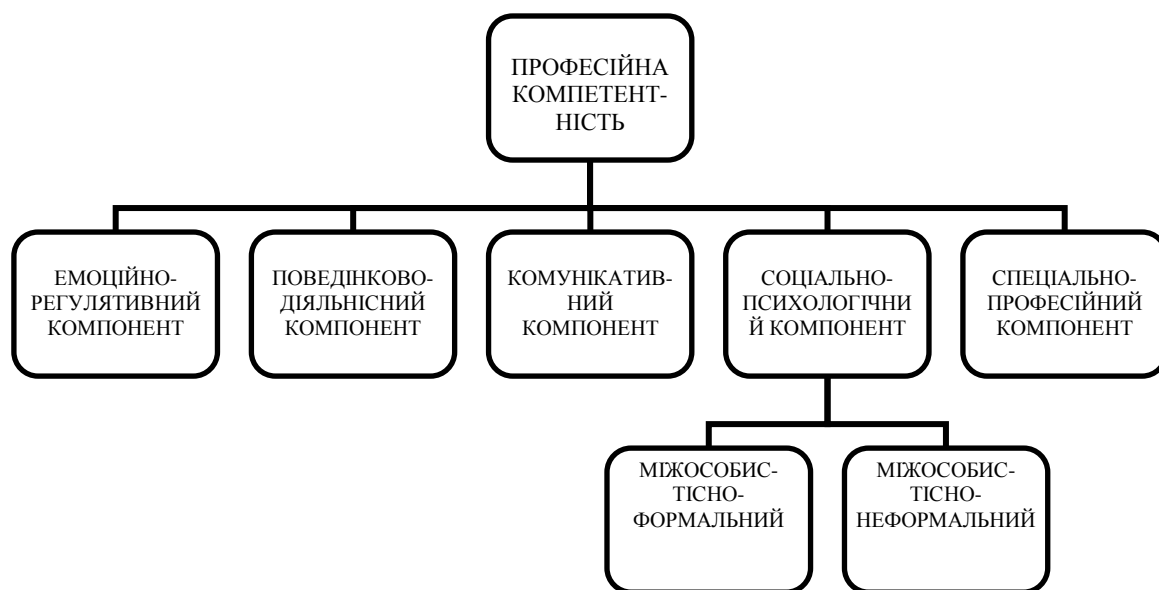 ПРОФЕСІЙНА
КОМПЕТЕНТ-
НІСТЬ
ЕМОЦІЙНО-
РЕГУЛЯТИВНИЙ
КОМПОНЕНТ
ПОВЕДІНКОВО-
ДІЯЛЬНІСНИЙ
КОМПОНЕНТ
КОМУНІКАТИВ-
НИЙ
КОМПОНЕНТ
СОЦІАЛЬНО-
ПСИХОЛОГІЧНИ
Й КОМПОНЕНТ
СПЕЦІАЛЬНО-
ПРОФЕСІЙНИЙ
КОМПОНЕНТ
МІЖОСОБИС-
ТІСНО-
ФОРМАЛЬНИЙ
МІЖОСОБИС-
ТІСНО-
НЕФОРМАЛЬНИЙ